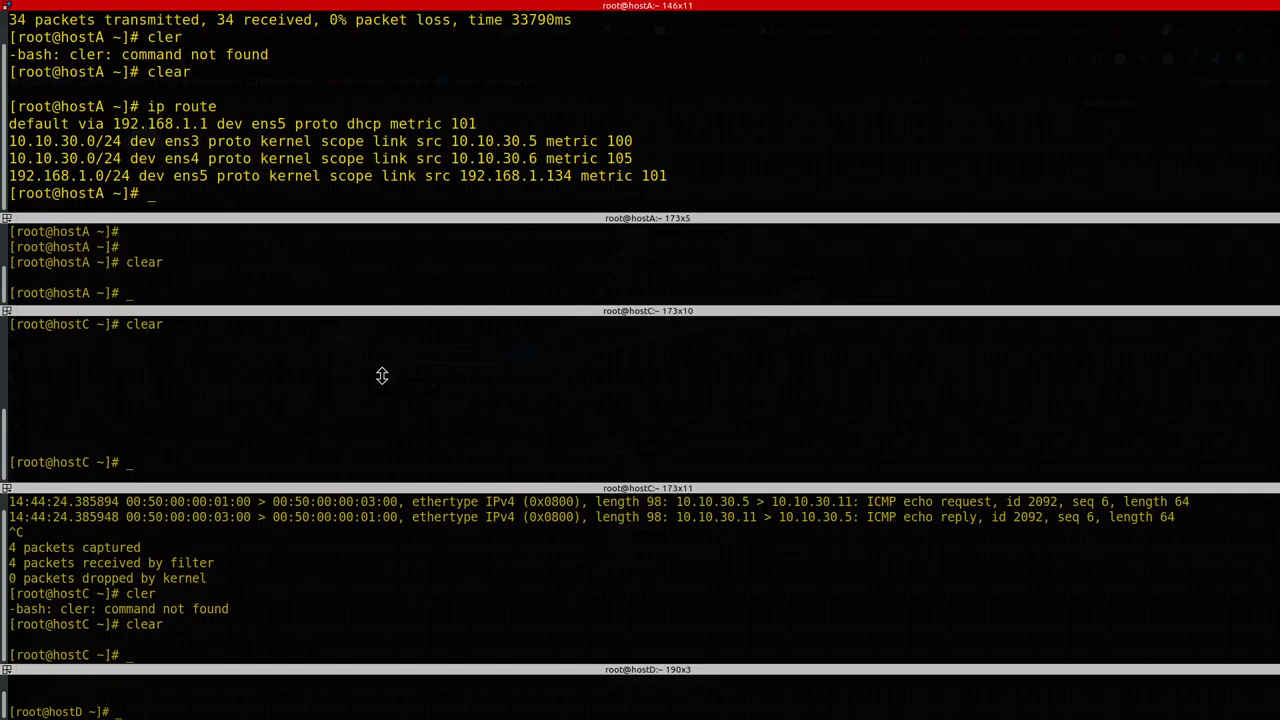 root@hostA:~ 146x11
34 packets transmitted, 34 received, 0% packet loss, time 33790ms
[root@hostA ~]# cler
-bash: cler: command not found
[root@hostA ~]# clear
[root@hostA ~]# ip route
default via 192.168.1.1 dev ens5 proto dhcp metric 101
10.10.30.0/24 dev ens3 proto kernel scope link src 10.10.30.5 metric 100
10.10.30.0/24 dev ens4 proto kernel scope link src 10.10.30.6 metric 105
192.168.1.0/24 dev ens5 proto kernel scope link src 192.168.1.134 metric 101
[root@hostA ~]# _
root@hostA:~ 173x5
[root@hostA ~]#
[root@hostA ~]#
[root@hostA ~]# clear
[root@hostA ~]# _
root@hostC:~ 173x10
[root@hostC ~]# clear
[root@hostC ~]# _
root@hostC:~ 173x11
14:44:24.385894 00:50:00:00:01:00 > 00:50:00:00:03:00, ethertype IPv4 (0x0800), length 98: 10.10.30.5 > 10.10.30.11: ICMP echo request, id 2092, seq 6, length 64
14:44:24.385948 00:50:00:00:03:00 > 00:50:00:00:01:00, ethertype IPv4 (0x0800), length 98: 10.10.30.11 > 10.10.30.5: ICMP echo reply, id 2092, seq 6, length 64
^C
4 packets captured
4 packets received by filter
0 packets dropped by kernel
[root@hostC ~]# cler
-bash: cler: command not found
[root@hostC ~]# clear
[root@hostC ~]# _
root@hostD:~ 190x3
[root@hostD ~]# _